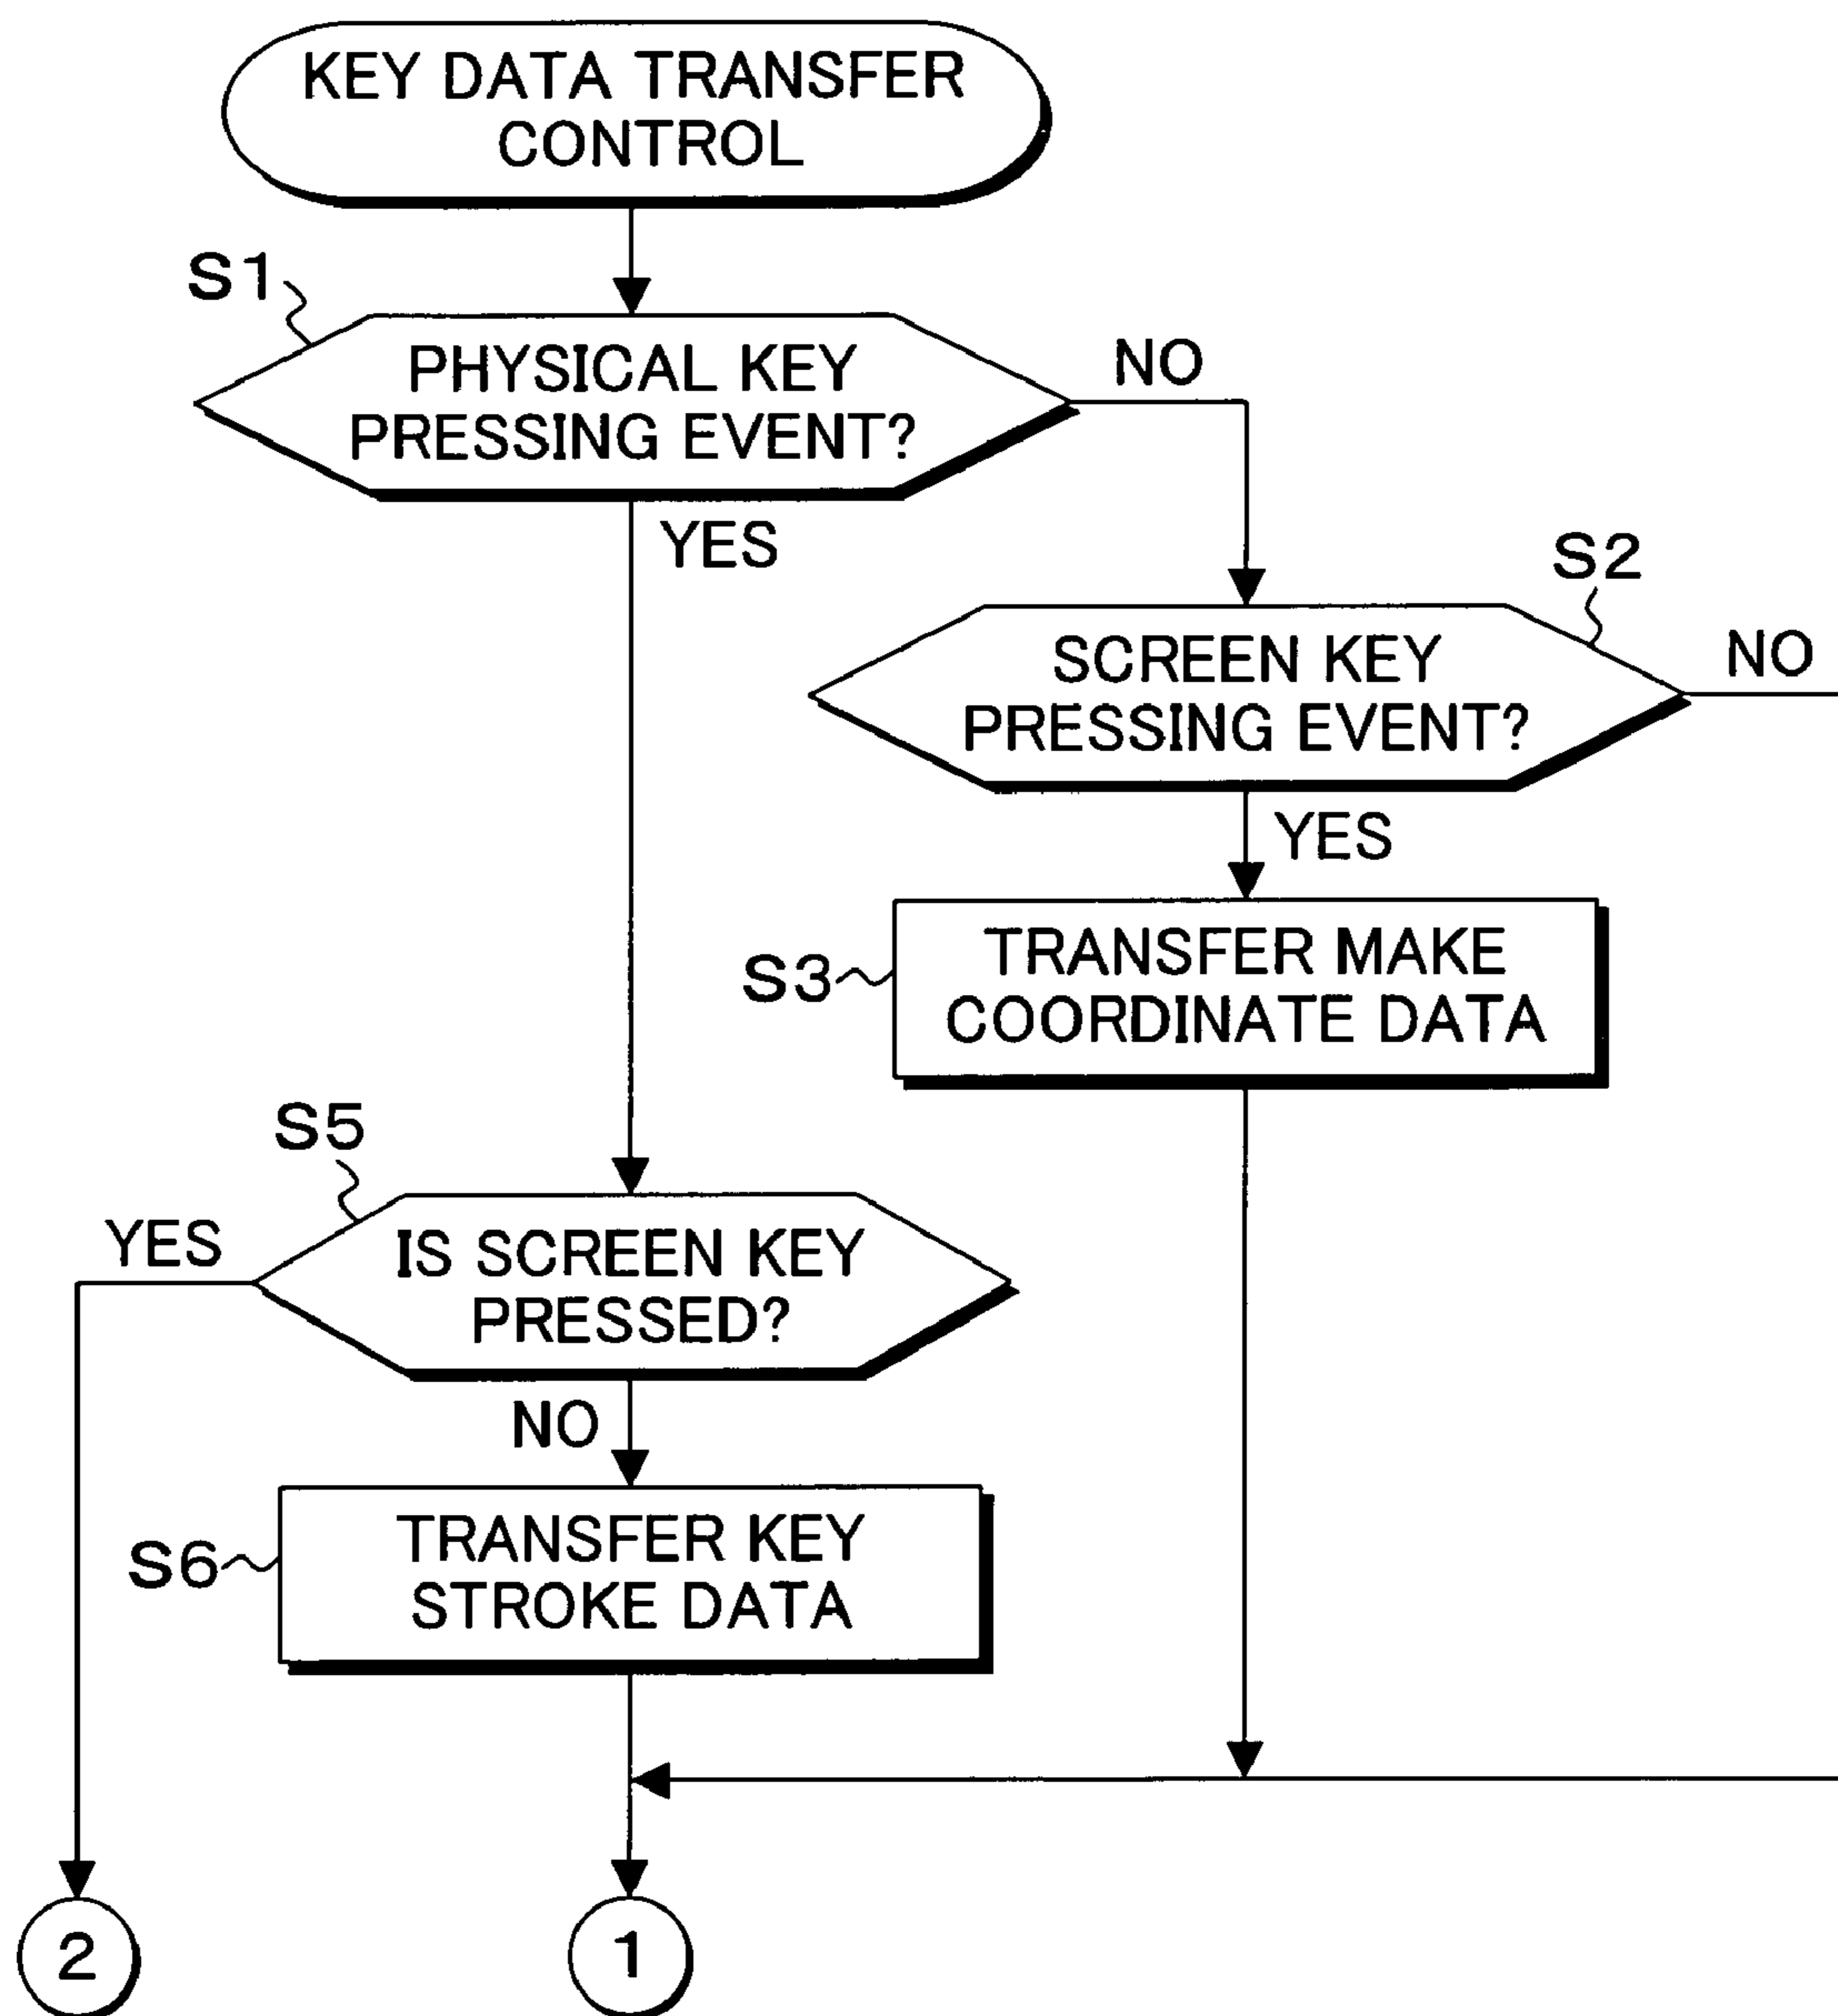 KEY DATA TRANSFER
CONTROL
S1
PHYSICAL KEY
PRESSING EVENT?
NO
YES
S2
SCREEN KEY
PRESSING EVENT?
NO
YES
S3
TRANSFER MAKE
COORDINATE DATA
S5
YES
IS SCREEN KEY
PRESSED?
NO
S6
TRANSFER KEY
STROKE DATA
2
1